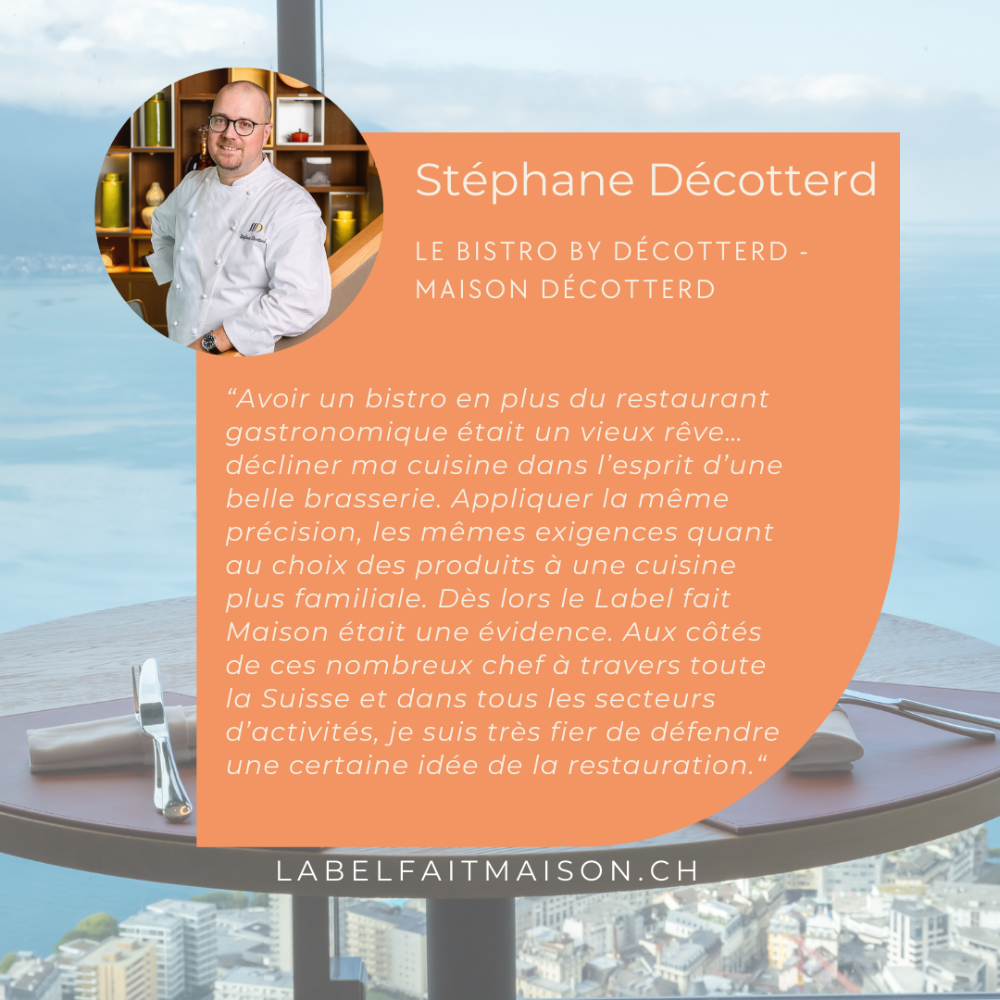 Stéphane Décotterd
LE BISTRO BY DÉCOTTERD -
MAISON DÉCOTTERD
“Avoir un bistro en plus du restaurant
gastronomique était un vieux rêve...
décliner ma cuisine dans l’esprit d’une
belle brasserie. Appliquer la même
précision, les mêmes exigences quant
au choix des produits à une cuisine
plus familiale. Dès lors le Label fait
Maison était une évidence. Aux côtés
de ces nombreux chef à travers toute
la Suisse et dans tous les secteurs
d’activités, je suis très fier de défendre
une certaine idée de la restauration.“
LABELFAITMAISON.CH